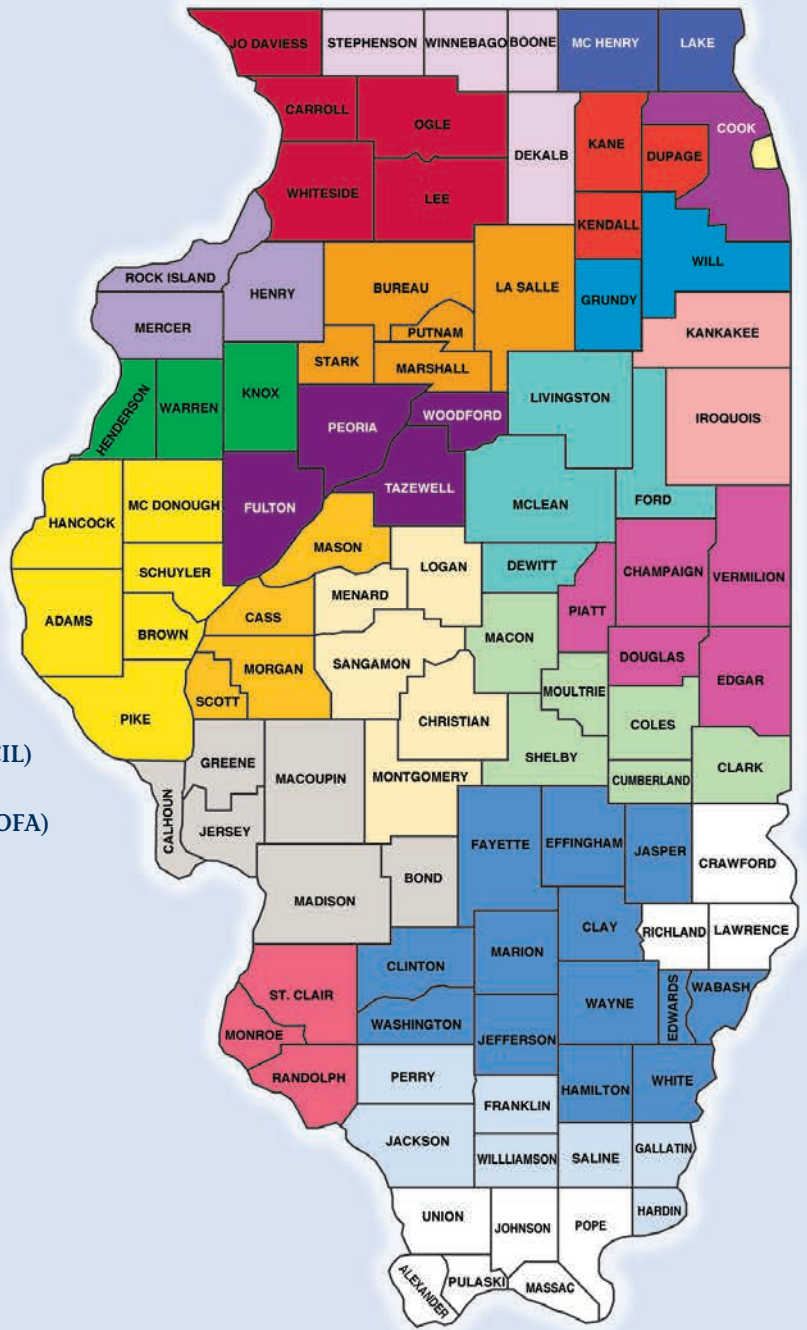 JO DAVIESS STEPHENSON WINNEBAGO BOONE MC HENRY LAKE
CARROLL OGLE DEKALB KANE DUPAGE COOK
WHITESIDE LEE KENDALL
ROCK ISLAND HENRY BUREAU LA SALLE GRUNDY WILL
MERCER PUTNAM KANKAKEE
STARK MARSHALL
HENDERSON WARREN KNOX PEORIA WOODFORD LIVINGSTON IROQUOIS
FULTON TAZEWELL MCLEAN FORD
HANCOCK MC DONOUGH MASON
SCHUYLER LOGAN DEWITT CHAMPAIGN VERMILION
MENARD PIATT
ADAMS BROWN CASS MACON
SANGAMON DOUGLAS EDGAR
MORGAN MOULTRIE
SCOTT
PIKE CHRISTIAN COLES
CIL)
GREENE MACOUPIN MONTGOMERY SHELBY CUMBERLAND CLARK
OFA)
CALHOUN JERSEY
FAYETTE EFFINGHAM JASPER CRAWFORD
BOND
MADISON
CLAY RICHLAND LAWRENCE
CLINTON MARION
ST. CLAIR WABASH
WAYNE EDWARDS
MONROE WASHINGTON JEFFERSON
RANDOLPH PERRY HAMILTON WHITE
FRANKLIN
JACKSON WILLLIAMSON SALINE GALLATIN
HARDIN
UNION JOHNSON POPE
ALEXANDER PULASKI MASSAC